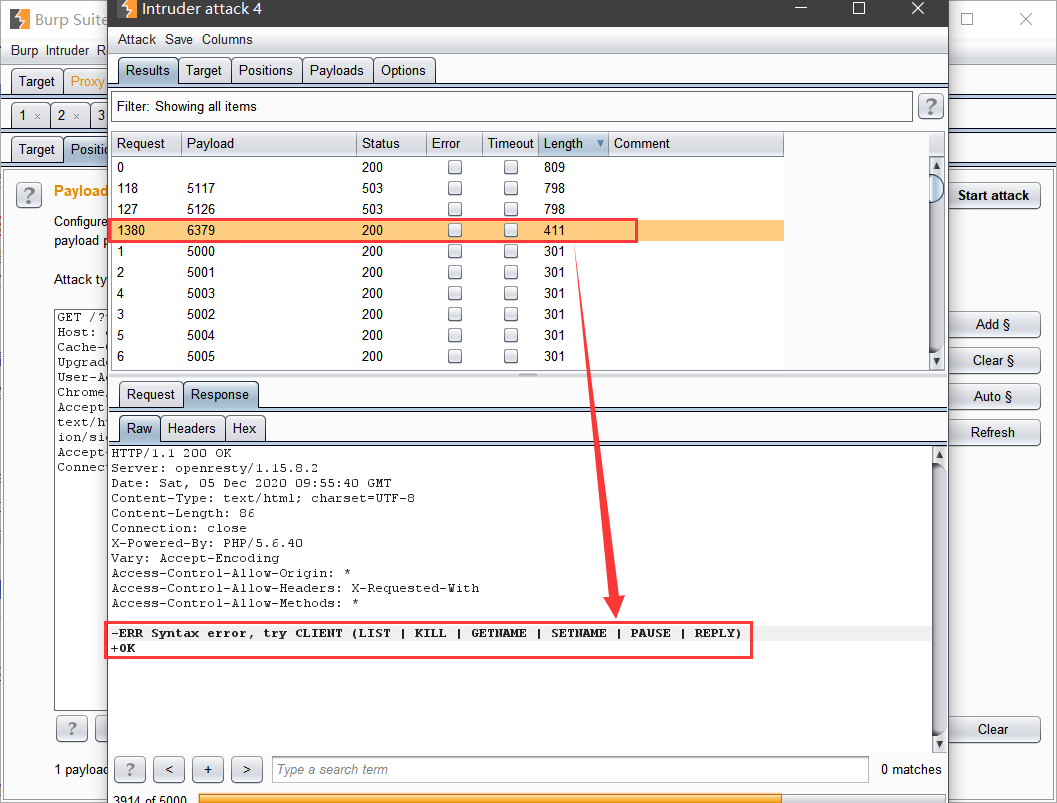 Burp Suite
Intruder attack 4
Burp Intruder R
Attack Save Columns
Target Proxy
Results Target Positions Payloads Options
Filter: Showing all items
?
1 × 2 × 3
Request Payload Status Error Timeout Length Comment
Target Positio
0 200 809
118 5117 503 798
127 5126 503 798
1380 6379 200 411
1 5000 200 301
2 5001 200 301
4 5003 200 301
3 5002 200 301
5 5004 200 301
6 5005 200 301
? Payload
Start attack
Configure
payload p
Attack ty
GET /?
Host:
Cache-
Upgrade
User-A
Chrome/
Accept
text/h
ion/si
Accept-
Connec
Add §
Clear §
Auto §
Refresh
Request Response
Raw Headers Hex
HTTP/1.1 200 OK
Server: openresty/1.15.8.2
Date: Sat, 05 Dec 2020 09:55:40 GMT
Content-Type: text/html; charset=UTF-8
Content-Length: 86
Connection: close
X-Powered-By: PHP/5.6.40
Vary: Accept-Encoding
Access-Control-Allow-Origin: *
Access-Control-Allow-Headers: X-Requested-With
Access-Control-Allow-Methods: *
-ERR Syntax error, try CLIENT (LIST | KILL | GETNAME | SETNAME | PAUSE | REPLY)
+OK
?
Clear
? < + > Type a search term 0 matches
1 payload
3914 of 5000